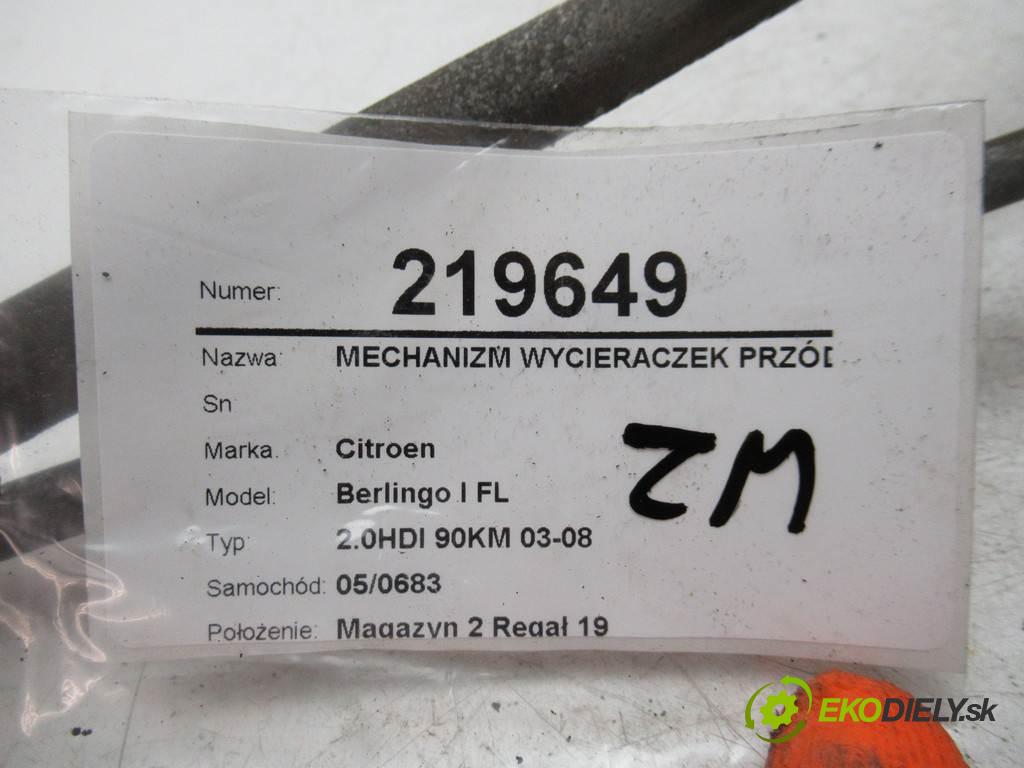 Numer: 219649
Nazwa: MECHANIZM WYCIERACZEK PRZÓD
Sn
Marka. Citroen
Model: Berlingo I FL
Typ 2.0HDI 90KM 03-08
Samochód: 05/0683
Położenie: Magazyn 2 Regał 19
EKODIELY.sk